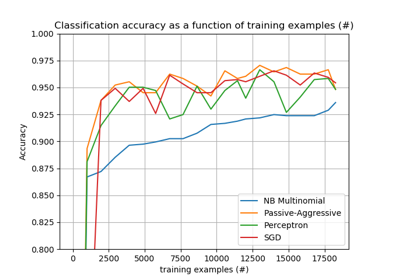 Classification accuracy as a function of training examples (#)
1.000
0.975
0.950
0.925
0.900
0.875
0.850
0.825
0.800
Accuracy
0 2500 5000 7500 10000 12500 15000 17500
training examples (#)
NB Multinomial
Passive-Aggressive
Perceptron
SGD